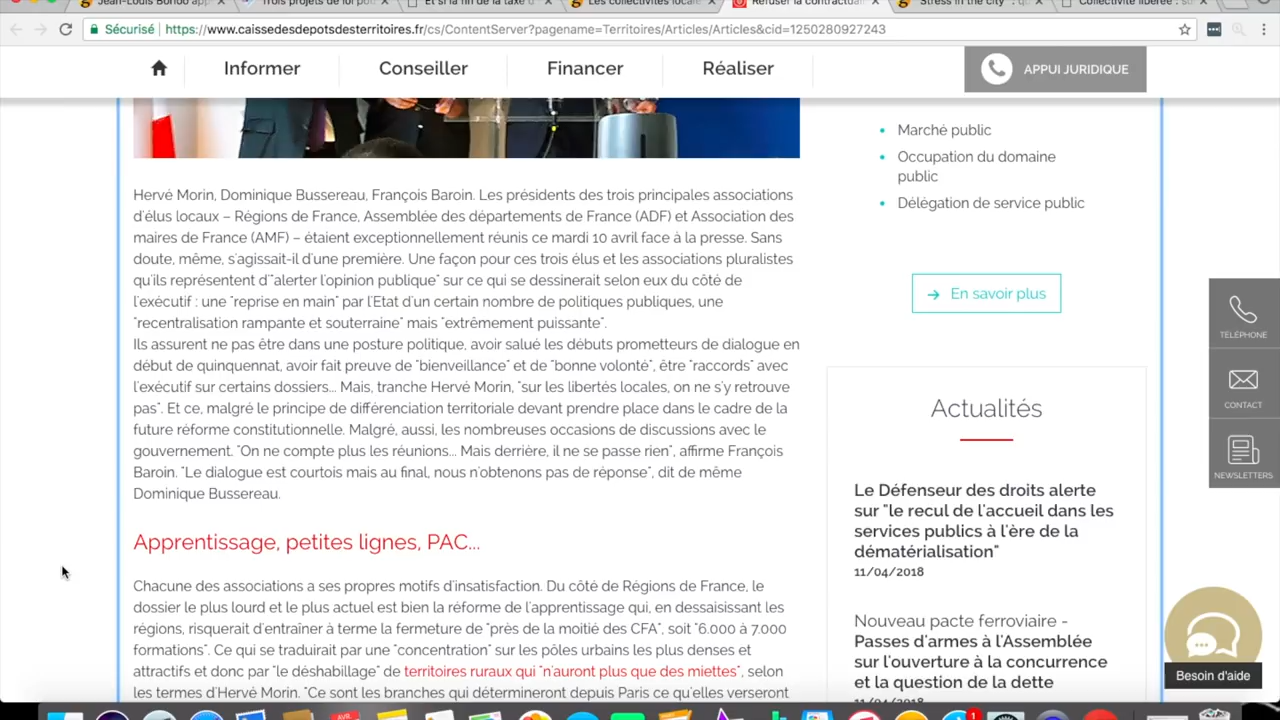 Jean-Louis Bondo app
Trois projets de loi po
Et si la fin de la taxe d'
Les collectivités locale
Refuser la contractuali
Stress in the city : q
Collectivité libérée : s
Sécurisé
https://www.caissedesdepotsdesterritoires.fr/cs/ContentServer?pagename=Territoires/Articles/Articles&cid=1250280927243
Informer
Conseiller
Financer
Réaliser
APPUI JURIDIQUE
Hervé Morin, Dominique Bussereau, François Baroin. Les présidents des trois principales associations
d'élus locaux – Régions de France, Assemblée des départements de France (ADF) et Association des
maires de France (AMF) – étaient exceptionnellement réunis ce mardi 10 avril face à la presse. Sans
doute, même, s'agissait-il d'une première. Une façon pour ces trois élus et les associations pluralistes
qu'ils représentent d'"alerter l'opinion publique" sur ce qui se dessinerait selon eux du côté de
l'exécutif : une "reprise en main" par l'Etat d'un certain nombre de politiques publiques, une
"recentralisation rampante et souterraine" mais "extrêmement puissante".
Ils assurent ne pas être dans une posture politique, avoir salué les débuts prometteurs de dialogue en
début de quinquennat, avoir fait preuve de "bienveillance" et de "bonne volonté", être "raccords" avec
l'exécutif sur certains dossiers... Mais, tranche Hervé Morin, "sur les libertés locales, on ne s'y retrouve
pas". Et ce, malgré le principe de différenciation territoriale devant prendre place dans le cadre de la
future réforme constitutionnelle. Malgré, aussi, les nombreuses occasions de discussions avec le
gouvernement. "On ne compte plus les réunions... Mais derrière, il ne se passe rien", affirme François
Baroin. "Le dialogue est courtois mais au final, nous n'obtenons pas de réponse", dit de même
Dominique Bussereau.
Apprentissage, petites lignes, PAC...
Chacune des associations a ses propres motifs d'insatisfaction. Du côté de Régions de France, le
dossier le plus lourd et le plus actuel est bien la réforme de l'apprentissage qui, en dessaisissant les
régions, risquerait d'entraîner à terme la fermeture de "près de la moitié des CFA", soit "6.000 à 7.000
formations". Ce qui se traduirait par une "concentration" sur les pôles urbains les plus denses et
attractifs et donc par "le déshabillage" de territoires ruraux qui "n'auront plus que des miettes", selon
les termes d'Hervé Morin. "Ce sont les branches qui détermineront depuis Paris ce qu'elles verseront
Marché public
Occupation du domaine
public
Délégation de service public
En savoir plus
Actualités
Le Défenseur des droits alerte
sur "le recul de l'accueil dans les
services publics à l'ère de la
dématérialisation"
11/04/2018
Nouveau pacte ferroviaire -
Passes d'armes à l'Assemblée
sur l'ouverture à la concurrence
et la question de la dette
11/04/2018
TÉLÉPHONE
CONTACT
NEWSLETTERS
Besoin d'aide
AVR.
1